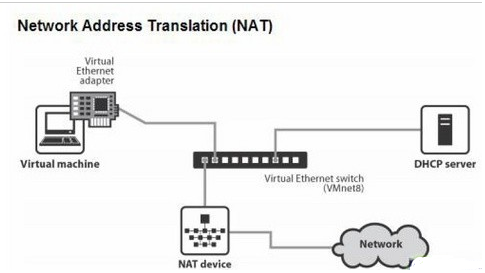 Network Address Translation (NAT)
Virtual
Ethernet
adapter
Virtual machine
DHCP server
Virtual Ethernet switch
(VMnet8)
NAT device
Network